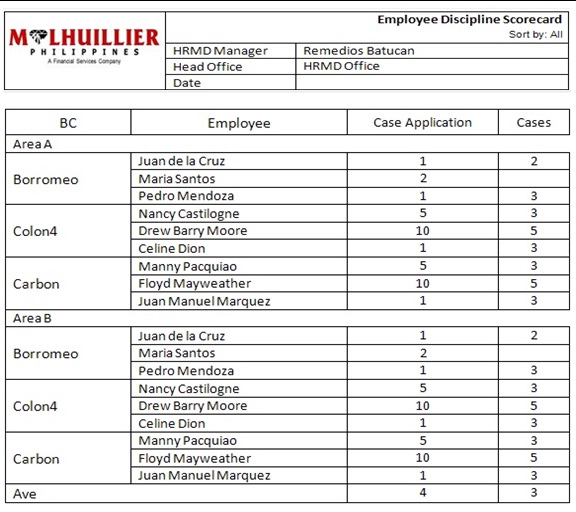 Employee Discipline Scorecard
Sort by: All
MLHUILLIER
PHILIPPINES
A Financial Services Company
HRMD Manager Remedios Batucan
Head Office HRMD Office
Date
BC Employee Case Application Cases
Area A
Borromeo
Juan de la Cruz 1 2
Maria Santos 2
Pedro Mendoza 1 3
Colon4
Nancy Castilogne 5 3
Drew Barry Moore 10 5
Celine Dion 1 3
Carbon
Manny Pacquiao 5 3
Floyd Mayweather 10 5
Juan Manuel Marquez 1 3
Area B
Borromeo
Juan de la Cruz 1 2
Maria Santos 2
Pedro Mendoza 1 3
Colon4
Nancy Castilogne 5 3
Drew Barry Moore 10 5
Celine Dion 1 3
Carbon
Manny Pacquiao 5 3
Floyd Mayweather 10 5
Juan Manuel Marquez 1 3
Ave 4 3